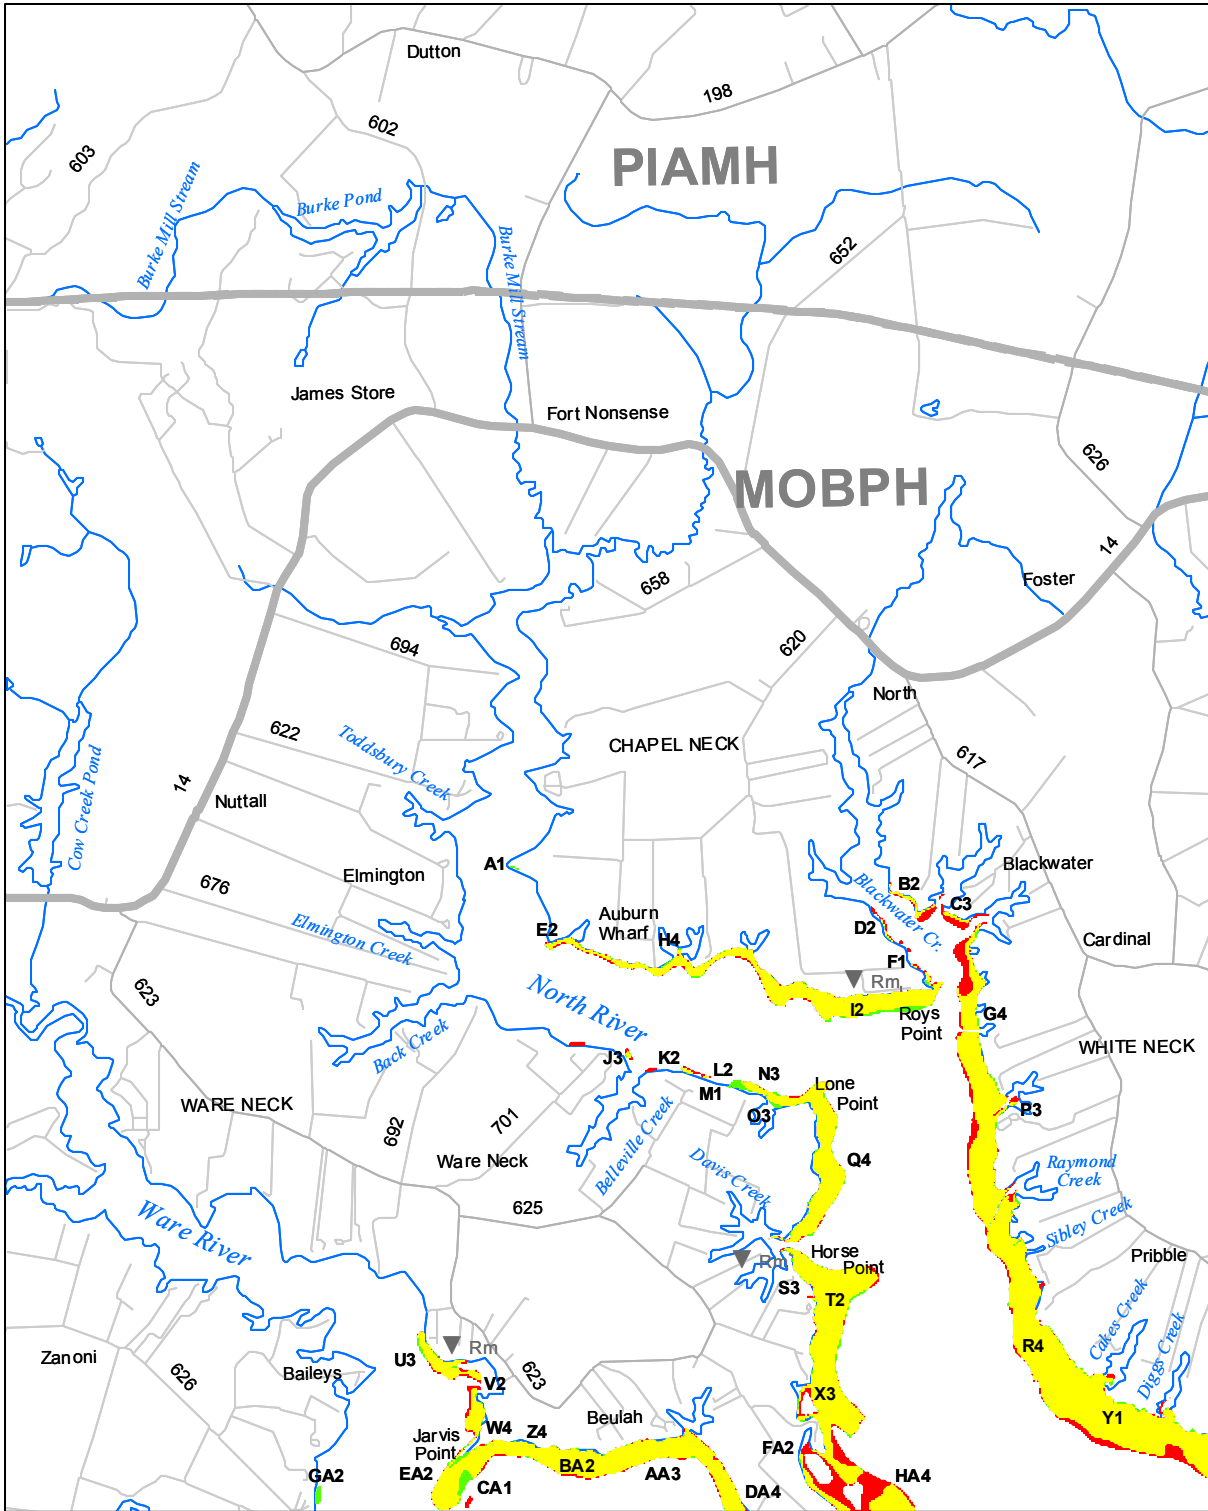 Dutton
198
602
603
PIAMH
Burke Mill Stream
Burke Pond
Burke Mill Stream
652
James Store
Fort Nonsense
626
MOBPH
14
658
Foster
694
620
North
622
Toddsbury Creek
CHAPEL NECK
617
14
Nuttall
Cow Creek Pond
A1
Blackwater
676
Elmington
B2
C3
Blackwater Cr.
Auburn
Wharf
Elmington Creek
E2
H4
D2
Cardinal
F1
Rm
623
North River
I2
Roys
Point
G4
Back Creek
J3
K2
L2
N3
WHITE NECK
M1
Lone
Point
WARE NECK
O3
P3
692
701
Belleville Creek
Ware Neck
Davis Creek
Q4
Raymond
Creek
625
Ware River
Sibley Creek
Horse
Point
Pribble
Rm
S3
T2
Cakes Creek
Zanoni
U3
Rm
R4
Diggs Creek
626
Baileys
623
V2
X3
Beulah
Y1
W4
Jarvis
Point
Z4
FA2
GA2
EA2
BA2
AA3
HA4
CA1
DA4